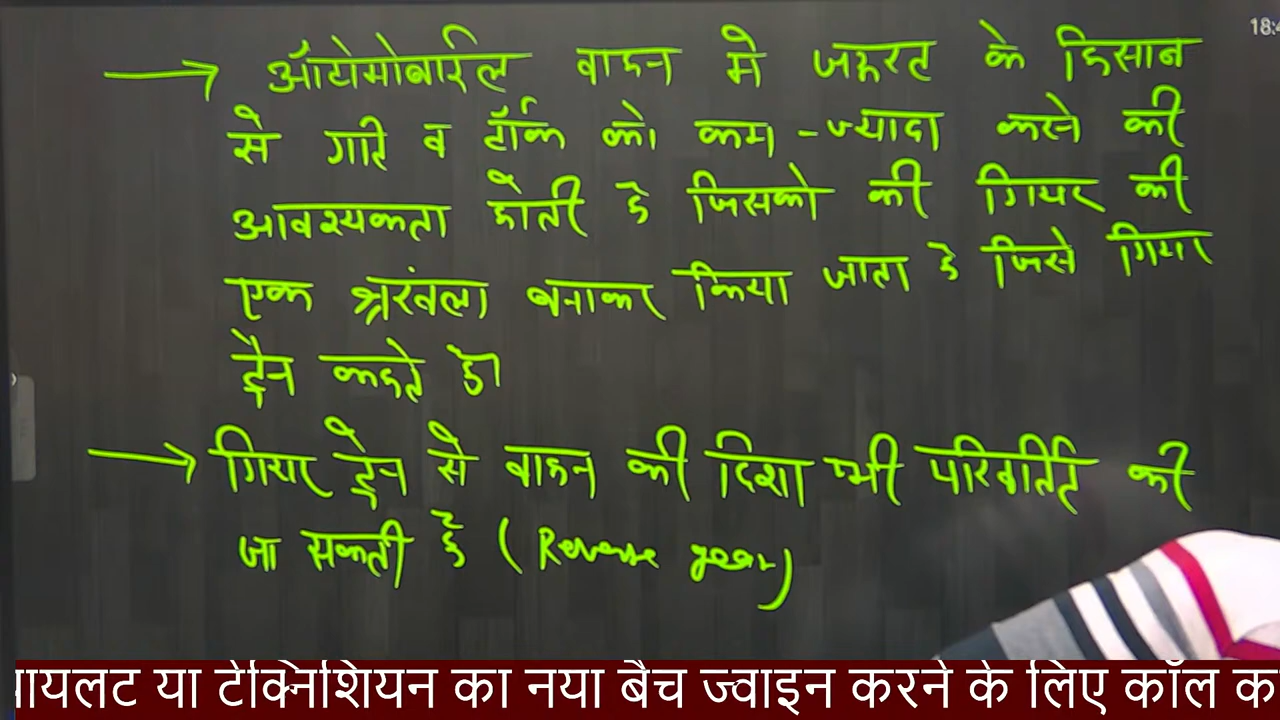 18:4
→ ऑटोमोबाईल वाहन मे जरूरत के हिसाब
से गति व टॉर्क को कम - ज्यादा करने की
आवश्यकता होती है जिसको की गियर की
एक श्रंखला बनाकर किया जाता है जिसे गियर
ट्रेन कहते है।
→ गियर ट्रेन से वाहन की दिशा भी परिवर्तित की
जा सकती है (Reverse gear)
ायलट या टेक्निशियन का नया बैच ज्वाइन करने के लिए कॉल क